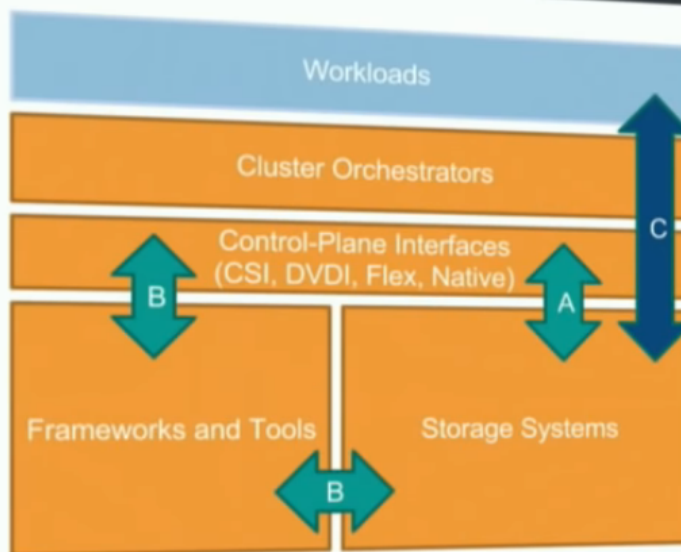 Workloads
Cluster Orchestrators
Control-Plane Interfaces
(CSI, DVDI, Flex, Native)
B
A
C
Frameworks and Tools
Storage Systems
B